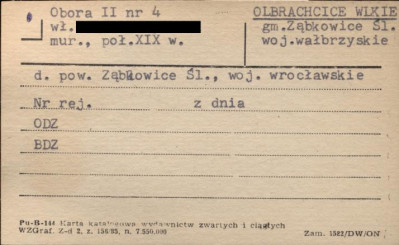 Obora II nr 4
wł.
mur., poł.XIX w.
OLBRACHCICE WLKIE
gm.Ząbkowice Śl.
woj.wałbrzyskie
d. pow. Ząbkowice Śl., woj. wrocławskie
Nr rej. z dnia
ODZ
BDZ
Pu-B-144 Karta katalogowa wydawnictw zwartych i ciągłych
WZGraf. Z-d 2, z. 156/83, n. 7.550.000
Zam. 1582/DW/ON